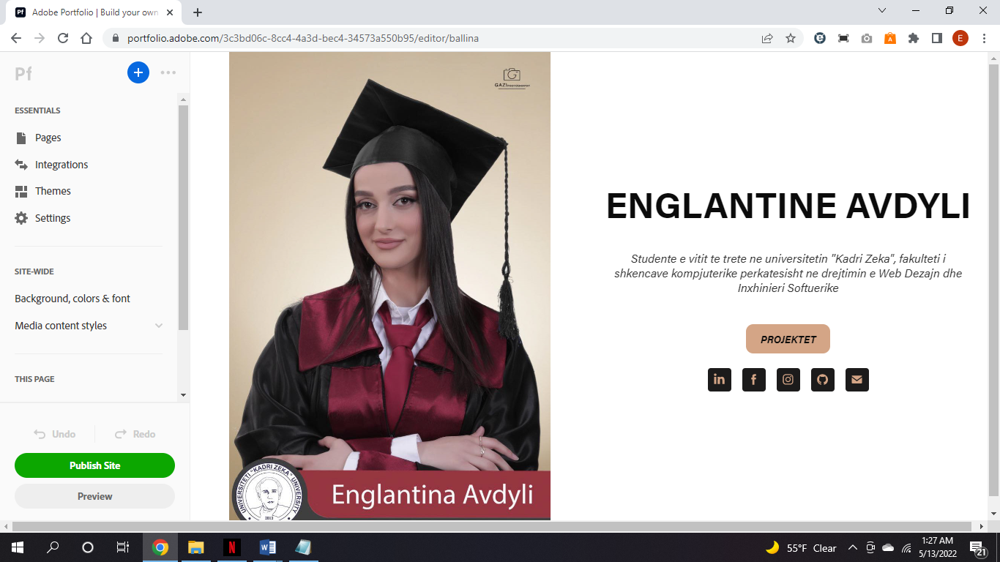 Adobe Portfolio | Build your own
portfolio.adobe.com/3c3bd06c-8cc4-4a3d-bec4-34573a550b95/editor/ballina
E
Pf
ESSENTIALS
Pages
Integrations
Themes
Settings
SITE-WIDE
Background, colors & font
Media content styles
THIS PAGE
Undo
Redo
Publish Site
Preview
GAZI PHOTOGRAPHY
UNIVERSITETI "KADRI ZEKA" UNIVERSITY
2013
Englantina Avdyli
ENGLANTINE AVDYLI
Studente e vitit te trete ne universitetin "Kadri Zeka", fakulteti i
shkencave kompjuterike perkatesisht ne drejtimin e Web Dezajn dhe
Inxhinieri Softuerike
PROJEKTET
55°F Clear
1:27 AM
5/13/2022
21